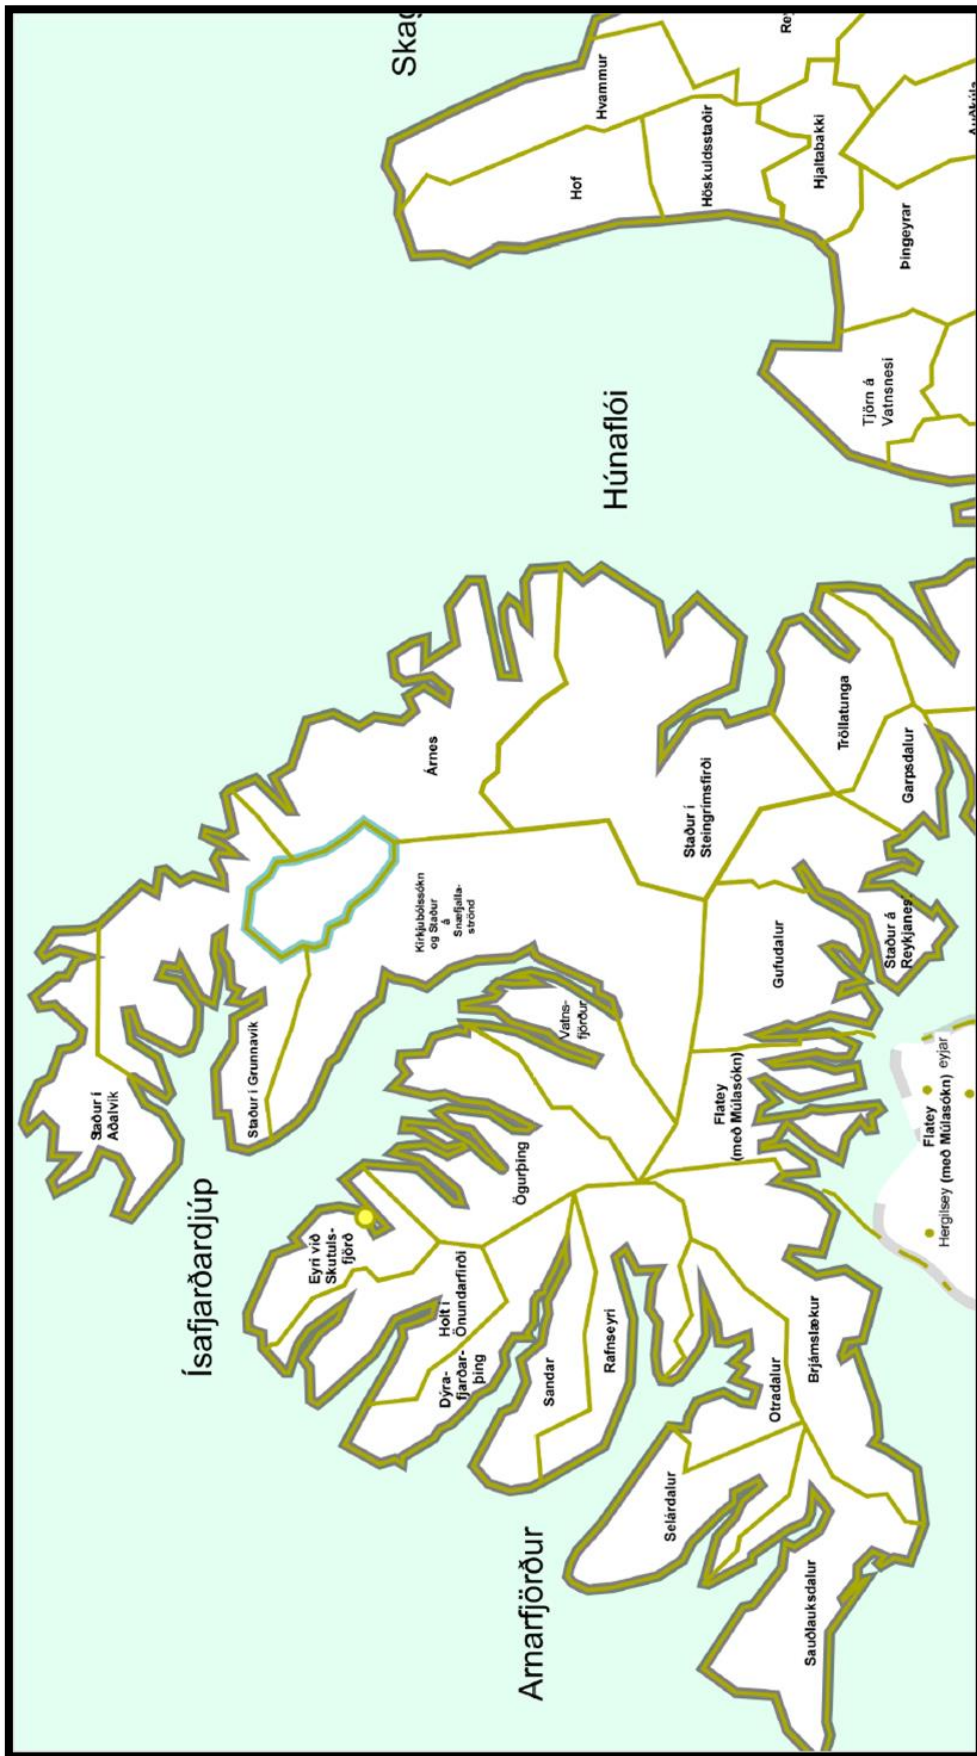 Ísafjarðardjúp
Arnarfjörður
Húnaflói
Skag
Staður í
Aðalvík
Staður í Grunnavík
Eyri við
Skutuls-
fjörð
Holt í
Önundarfirði
Dýra-
fjarðar-
þing
Sandar
Rafnseyri
Selárdalur
Otradalur
Sauðlauksdalur
Brjámslækur
Ögurþing
Vatns-
fjörður
Kirkjubólssókn
og Staður
á
Snæfjalla-
strönd
Árnes
Staður í
Steingrímsfirði
Tröllatunga
Garpsdalur
Staður á
Reykjanesi
Gufudalur
Flatey
(með Múlasókn)
Flatey
Hergilsey (með Múlasókn) eyjar
Hvammur
Hof
Höskuldsstaðir
Hjaltabakki
Þingeyrar
Tjörn á
Vatnsnesi
Rey